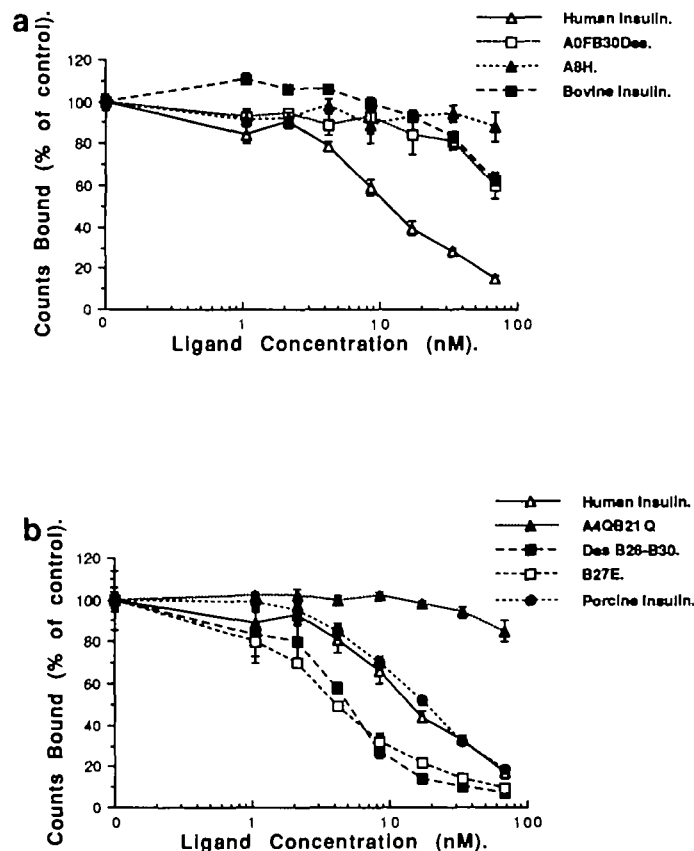 a
Human Insulin.
A0FB30Des.
A8H.
Bovine Insulin.
Counts Bound (% of control).
120
100
80
60
40
20
0
0
1
10
100
Ligand Concentration (nM).
b
Human Insulin.
A4QB21 Q
Des B26-B30.
B27E.
Porcine Insulin.
Counts Bound (% of control).
120
100
80
60
40
20
0
0
1
10
100
Ligand Concentration (nM).